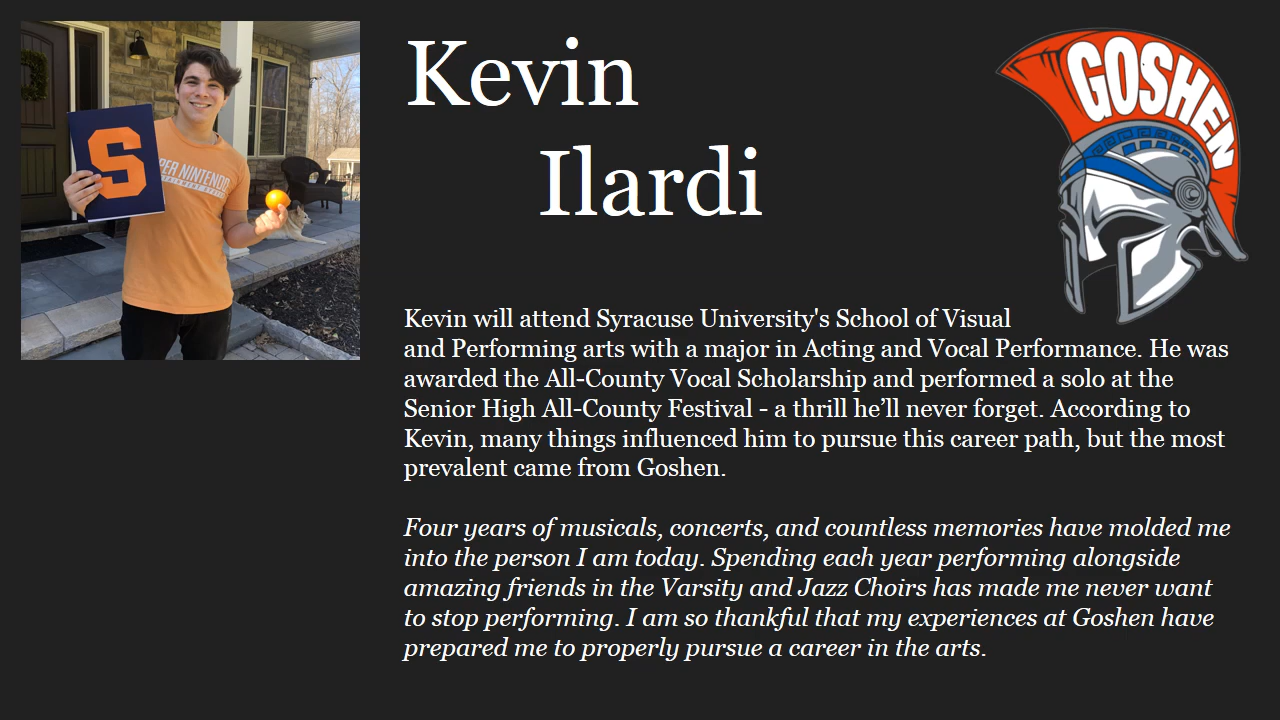 Kevin
Ilardi
GOSHEN
S
PER NINTENDO
Kevin will attend Syracuse University's School of Visual
and Performing arts with a major in Acting and Vocal Performance. He was
awarded the All-County Vocal Scholarship and performed a solo at the
Senior High All-County Festival - a thrill he’ll never forget. According to
Kevin, many things influenced him to pursue this career path, but the most
prevalent came from Goshen.
Four years of musicals, concerts, and countless memories have molded me
into the person I am today. Spending each year performing alongside
amazing friends in the Varsity and Jazz Choirs has made me never want
to stop performing. I am so thankful that my experiences at Goshen have
prepared me to properly pursue a career in the arts.